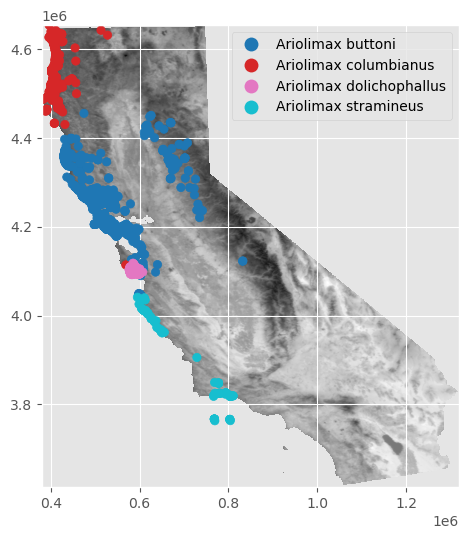 1e6
Ariolimax buttoni
Ariolimax columbianus
Ariolimax dolichophallus
Ariolimax stramineus
4.6
4.4
4.2
4.0
3.8
0.4 0.6 0.8 1.0 1.2
1e6